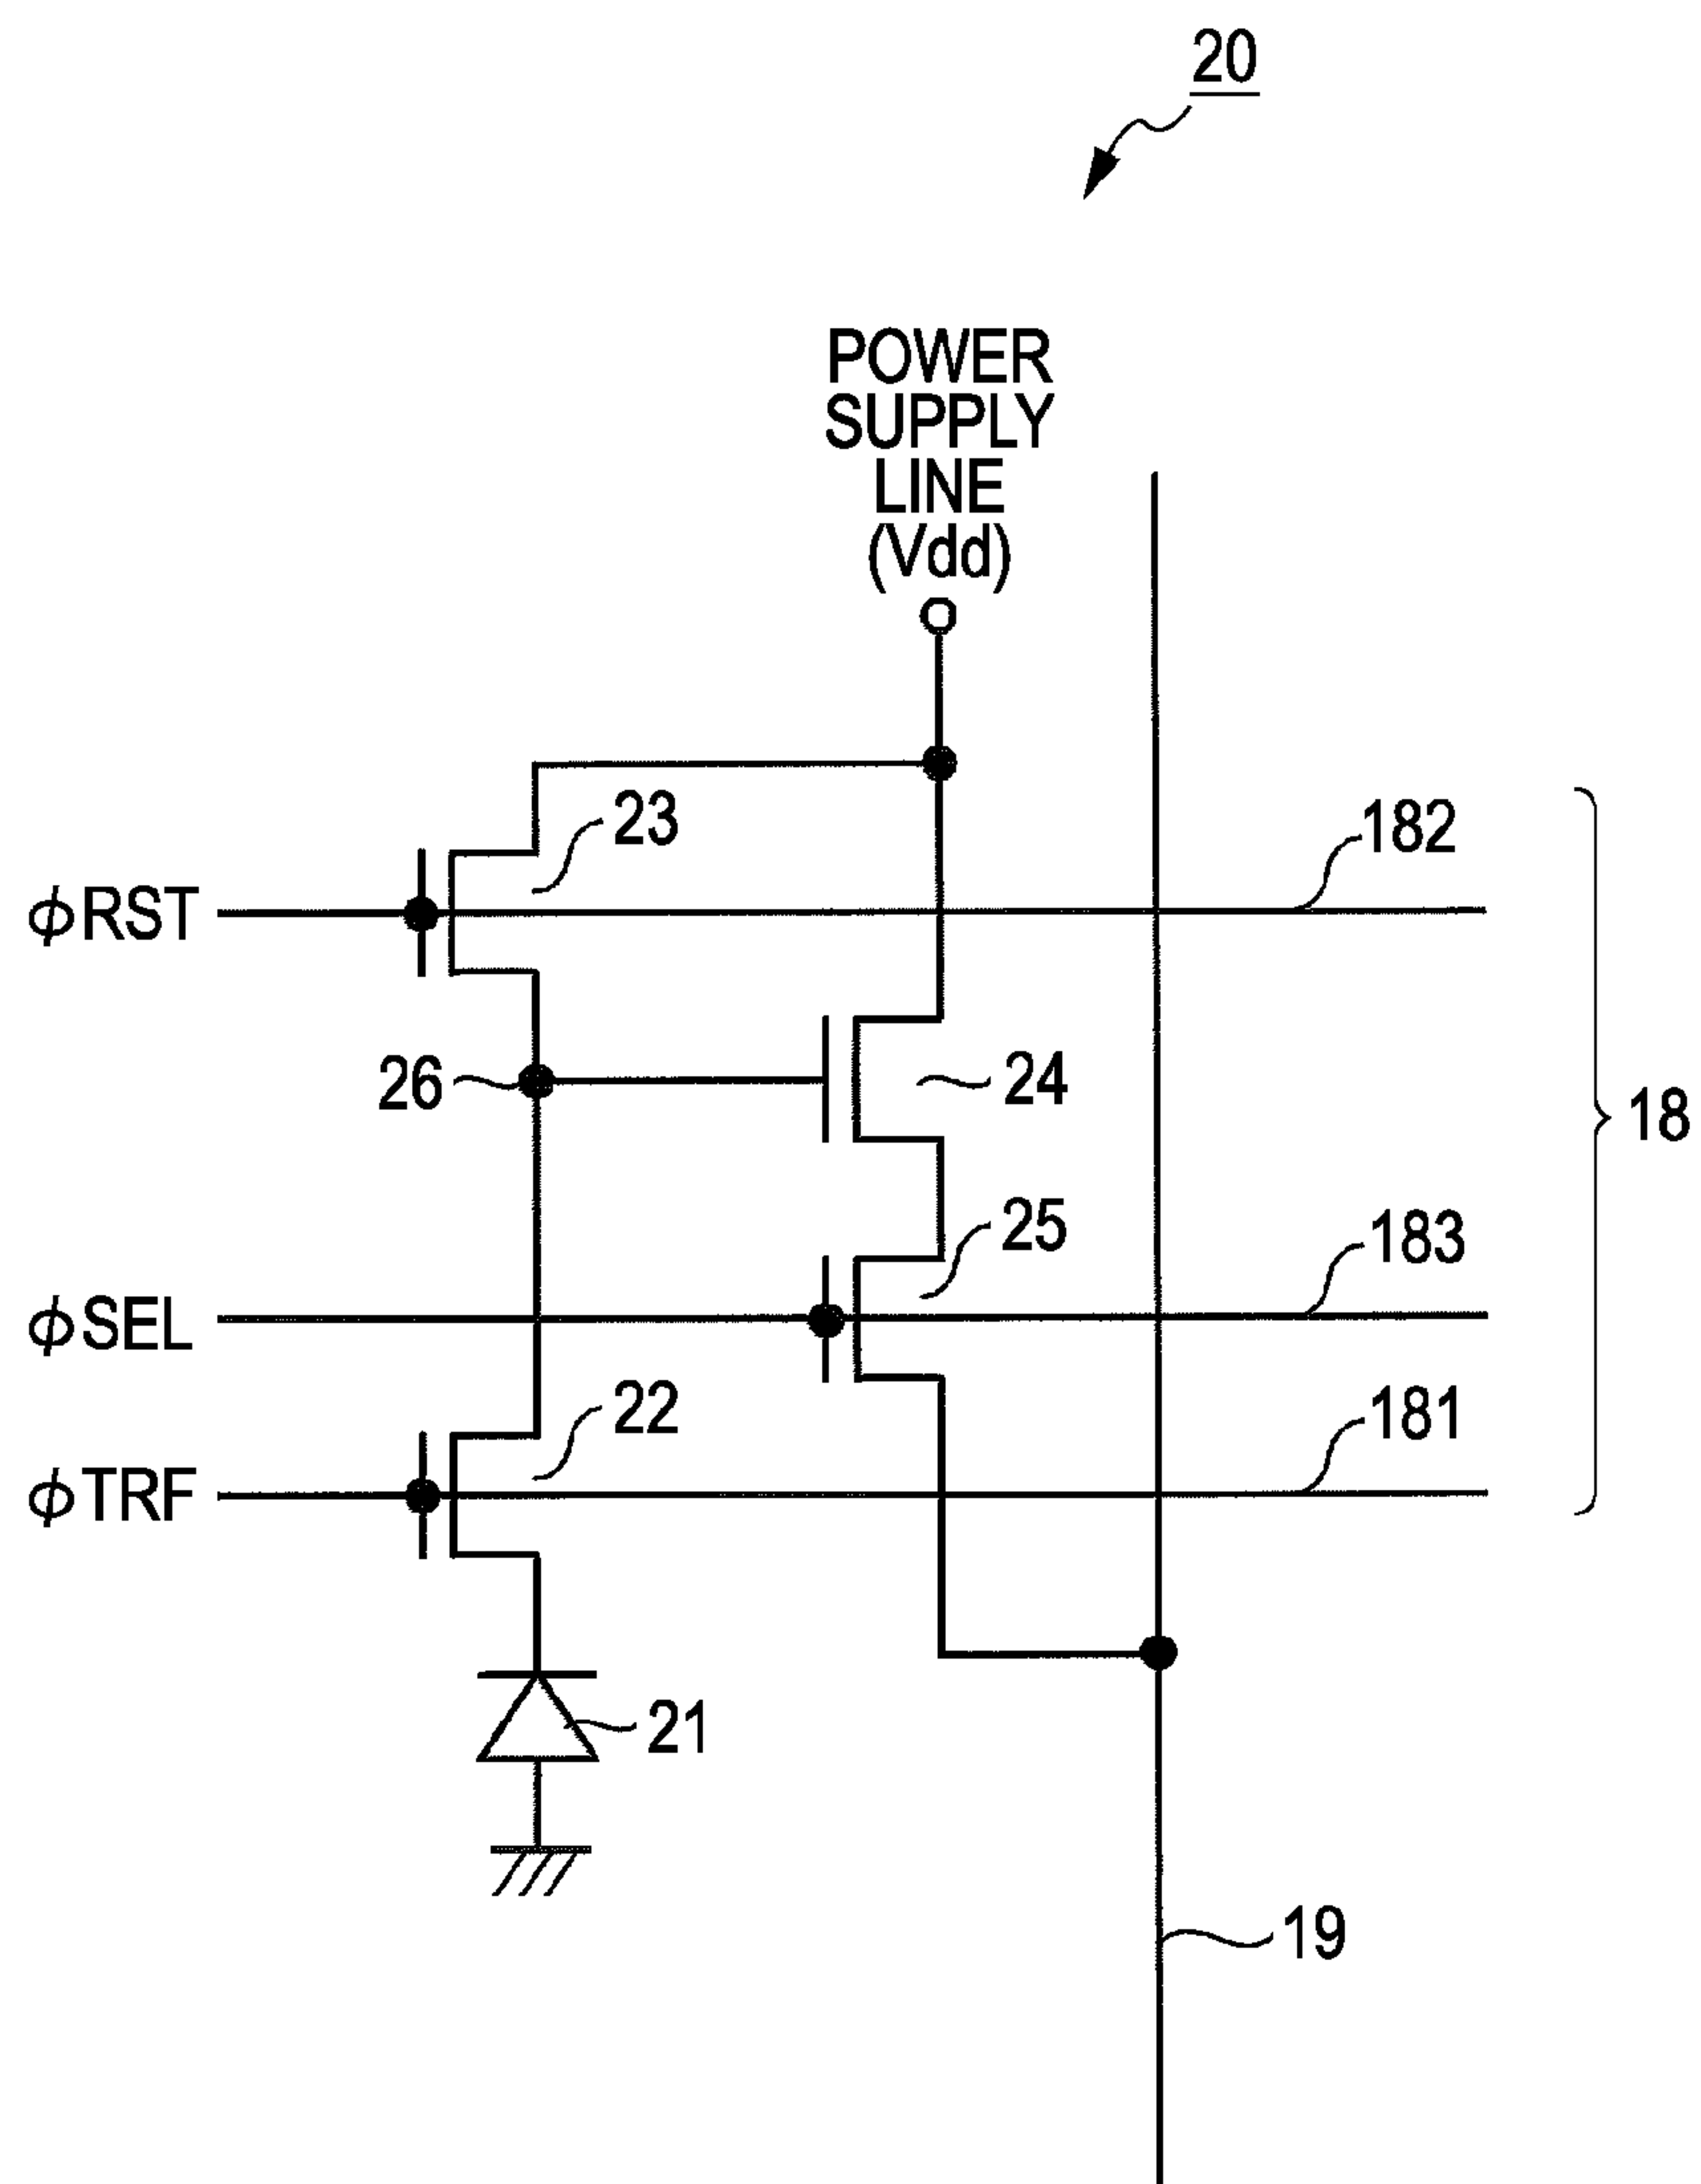 20
POWER
SUPPLY
LINE
(Vdd)
23
182
ϕRST
26
24
18
25
183
ϕSEL
22
181
ϕTRF
21
19